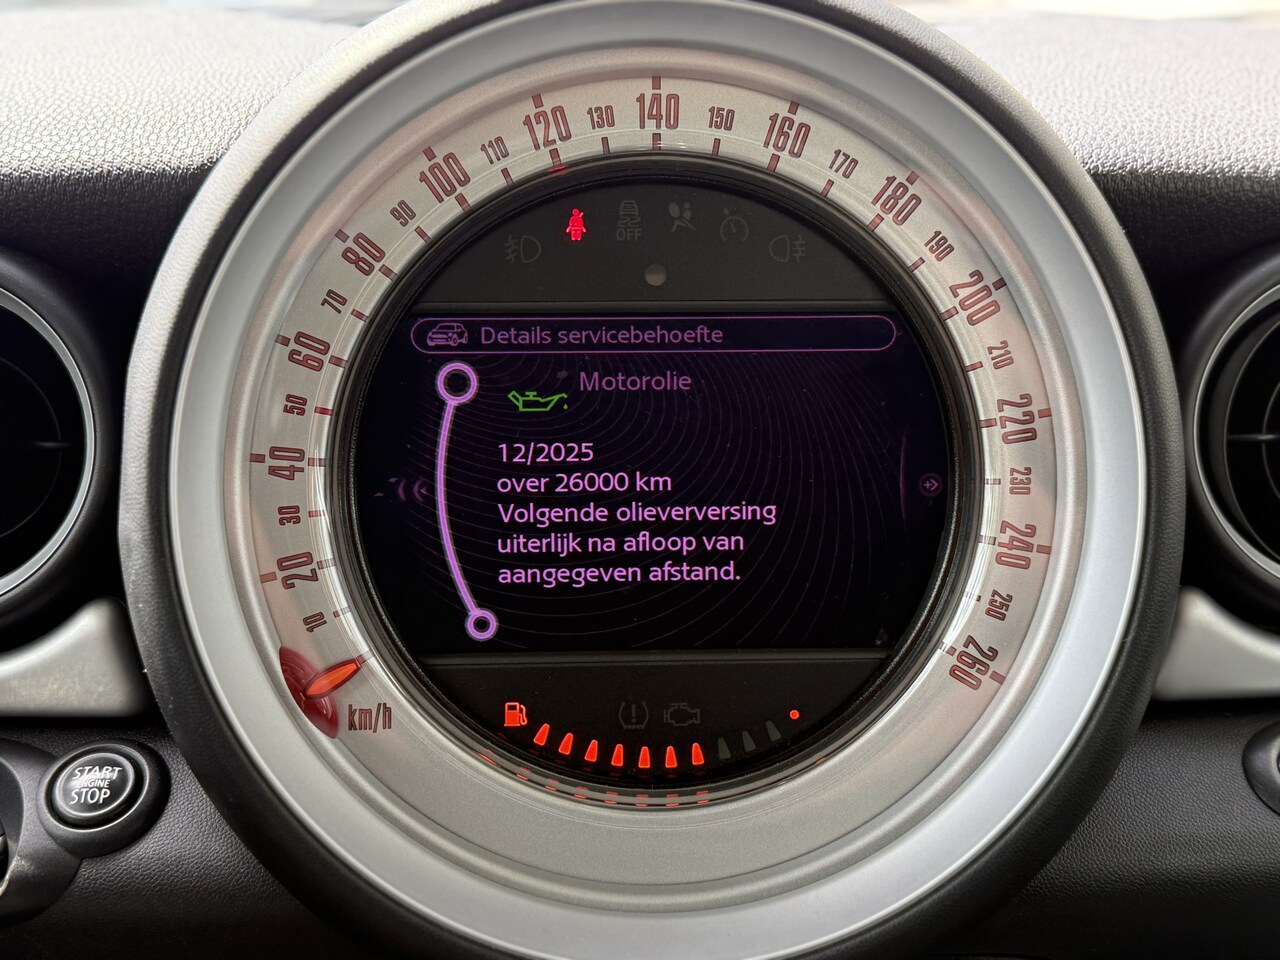 10
20
30
40
50
60
70
80
90
100
110
120
130
140
150
160
170
180
190
200
210
220
230
240
250
260
km/h
OFF
Details servicebehoefte
Motorolie
12/2025
over 26000 km
Volgende olieverversing
uiterlijk na afloop van
aangegeven afstand.
START
ENGINE
STOP